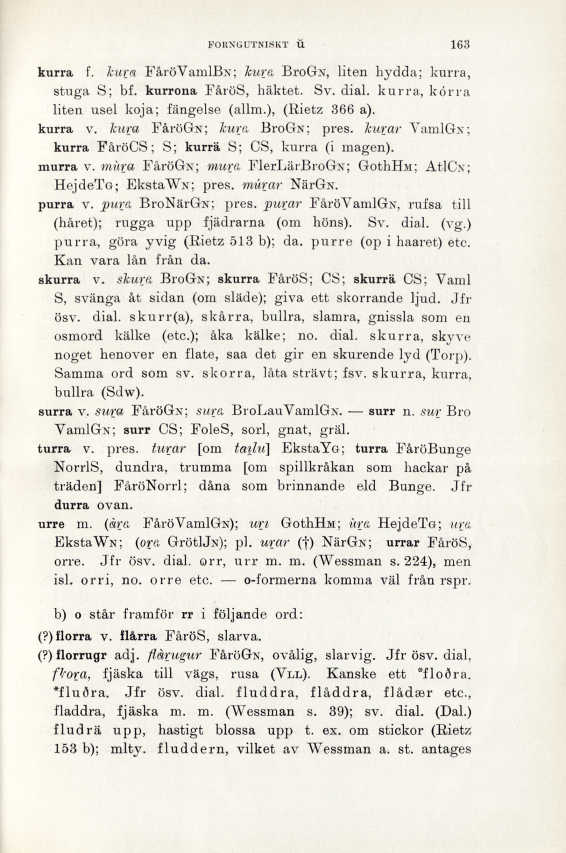 FORNGUTNISKT ŭ 163
kurra f. kura FåröVamlBN; kura BroGN, liten hydda; kurra,
stuga S; bf. kurrona FåröS, häktet. Sv. dial. kurra, kórra
liten usel koja; fängelse (allm.), (Rietz 366 a).
kurra v. kura FåröGN; kura BroGN; pres. kurar VamlGN;
kurra FåröCS; S; kurrä S; CS, kurra (i magen).
murra v. mùra FåröGN; mura FlerLärBroGN; GothHM; AtlCN;
HejdeTG; EkstaWN; pres. mùrar NärGN.
purra v. pura BroNärGN; pres. purar FåröVamlGN, rufsa till
(håret); rugga upp fjädrarna (om höns). Sv. dial. (vg.)
purra, göra yvig (Rietz 513 b); da. purre (op i haaret) etc.
Kan vara lån från da.
skurra v. skura BroGN; skurra FåröS; CS; skurrä CS; Vaml
S, svänga åt sidan (om släde); giva ett skorrande ljud. Jfr
ösv. dial. skurr(a), skårra, bullra, slamra, gnissla som en
osmord kälke (etc.); åka kälke; no. dial. skurra, skyve
noget henover en flate, saa det gir en skurende lyd (Torp).
Samma ord som sv. skorra, låta strävt; fsv. skurra, kurra,
bullra (Sdw).
surra v. sura FåröGN; sura BroLauVamlGN. — surr n. sur Bro
VamlGN; surr CS; FoleS, sorl, gnat, gräl.
turra v. pres. turar [om] EkstaYG; turra FåröBunge
NorrlS, dundra, trumma [om spillkråkan som hackar på
träden] FåröNorrl; dåna som brinnande eld Bunge. Jfr
durra ovan.
urre m. (åra FåröVamlGN); uri GothHM; ùra HejdeTG; ura
EkstaWN; (ora GrötlJN); pl. urar (†) NärGN; urrar FåröS,
orre. Jfr ösv. dial. orr, urr m. m. (Wessman s. 224), men
isl. orri, no. orre etc. — o-formerna komma väl från rspr.
b) o står framför rr i följande ord:
(?) florra v. flårra FåröS, slarva.
(?) florrugr adj. flàrugur FåröGN, ovålig, slarvig. Jfr ösv. dial.
fjäska till vägs, rusa (VLL). Kanske ett *floðra.
*fluðra. Jfr ösv. dial. fluddra, flåddra, flådær etc.,
fladdra, fjäska m. m. (Wessman s. 39); sv. dial. (Dal.)
fludrä upp, hastigt blossa upp t. ex. om stickor (Rietz
153 b); mlty. fluddern, vilket av Wessman a. st. antages